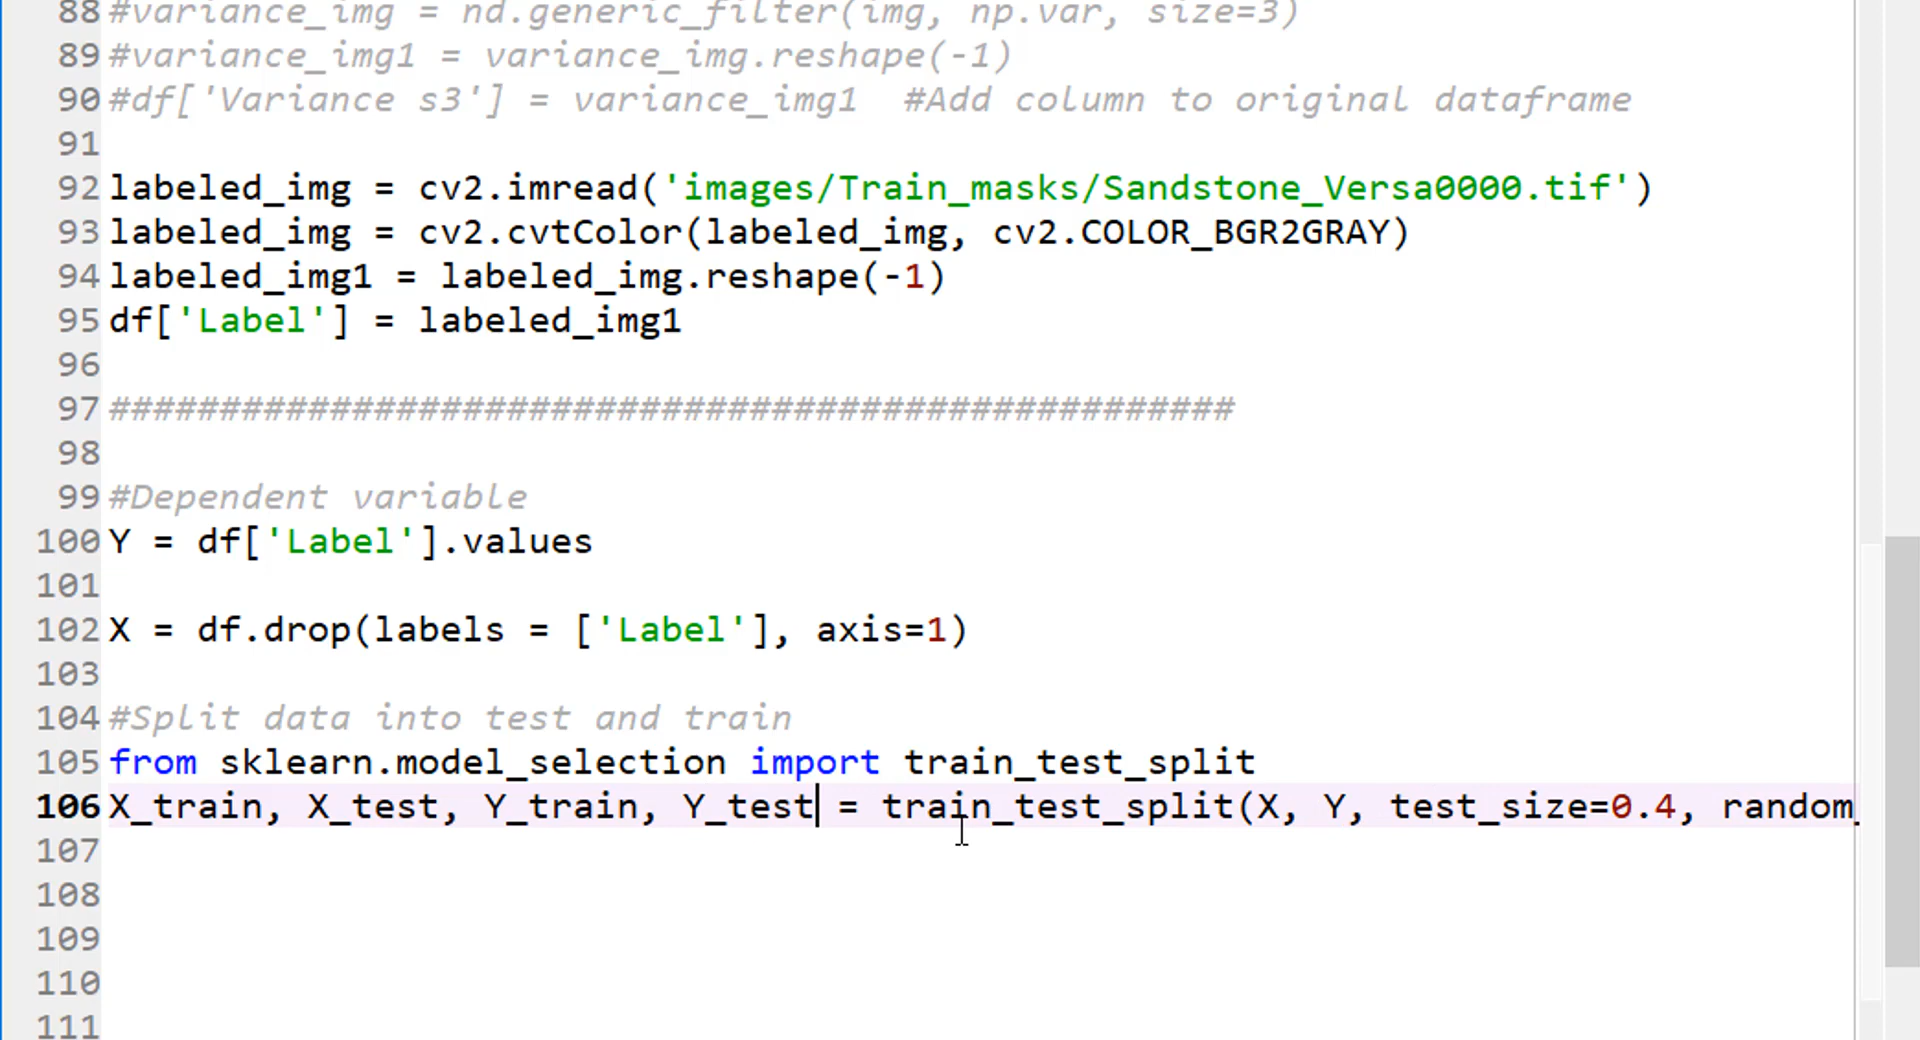 88 #variance_img = nd.generic_filter(img, np.var, size=3)
89 #variance_img1 = variance_img.reshape(-1)
90 #df['Variance s3'] = variance_img1  #Add column to original dataframe
91
92 labeled_img = cv2.imread('images/Train_masks/Sandstone_Versa0000.tif')
93 labeled_img = cv2.cvtColor(labeled_img, cv2.COLOR_BGR2GRAY)
94 labeled_img1 = labeled_img.reshape(-1)
95 df['Label'] = labeled_img1
96
97 ###################################################
98
99 #Dependent variable
100 Y = df['Label'].values
101
102 X = df.drop(labels = ['Label'], axis=1)
103
104 #Split data into test and train
105 from sklearn.model_selection import train_test_split
106 X_train, X_test, Y_train, Y_test = train_test_split(X, Y, test_size=0.4, random_
107
108
109
110
111